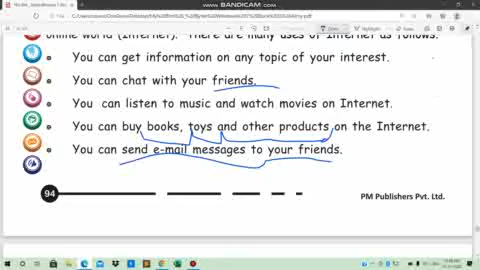 WWW.BANDICAM.COM
online world (Internet). There are many uses of Internet as follows:
You can get information on any topic of your interest.
You can chat with your friends.
You can listen to music and watch movies on Internet.
You can buy books, toys and other products on the Internet.
You can send e-mail messages to your friends.
94
PM Publishers Pvt. Ltd.